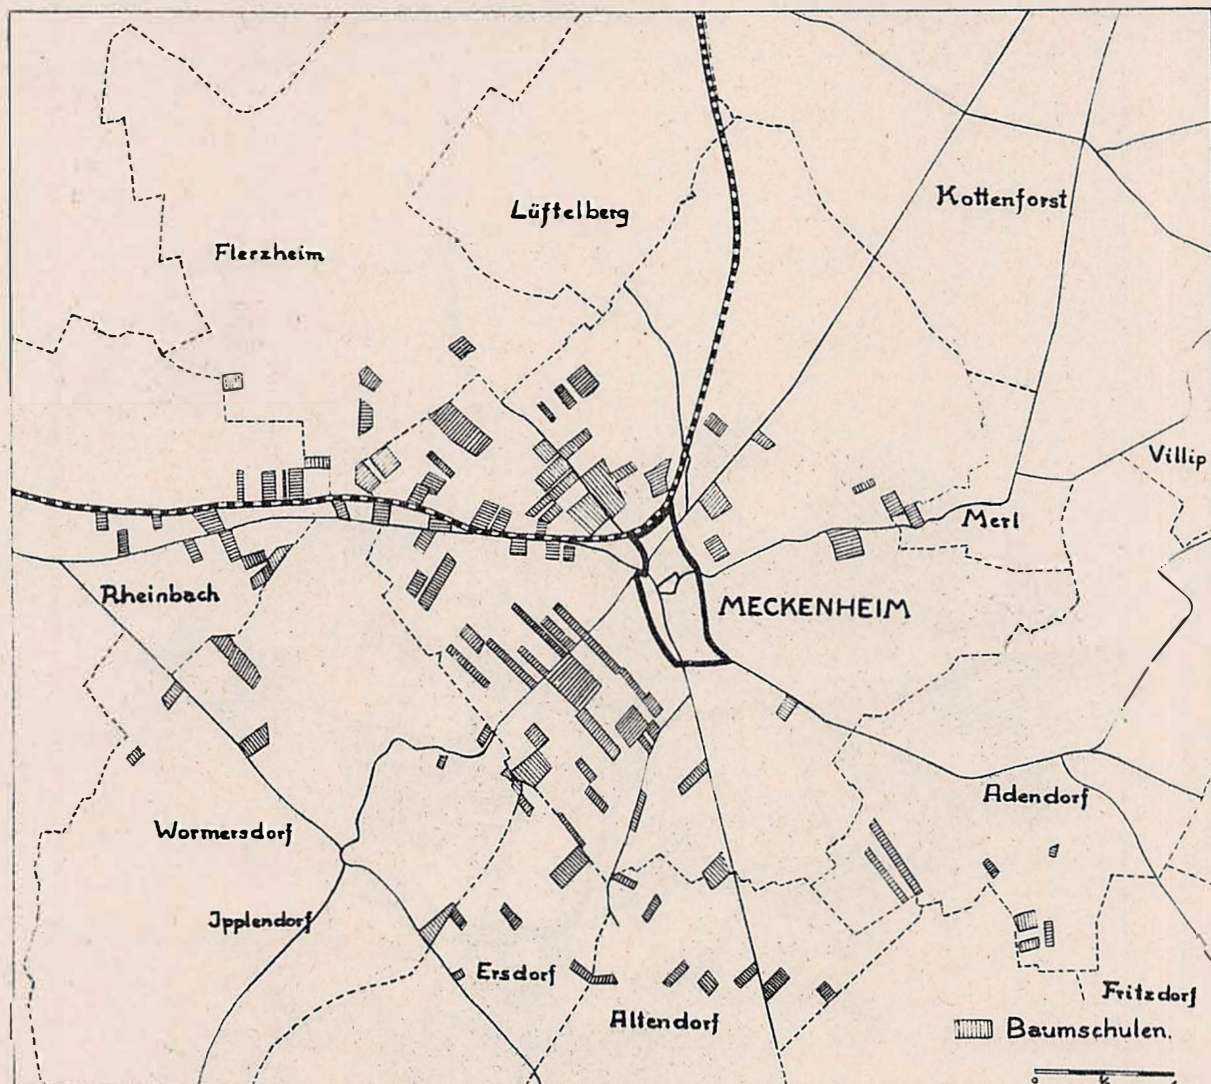 Kottenforst
Lüftelberg
Flerzheim
Villip
Merl
Rheinbach
MECKENHEIM
Adendorf
Wormersdorf
Ipplendorf
Ersdorf
Fritzdorf
Altendorf
Baumschulen.